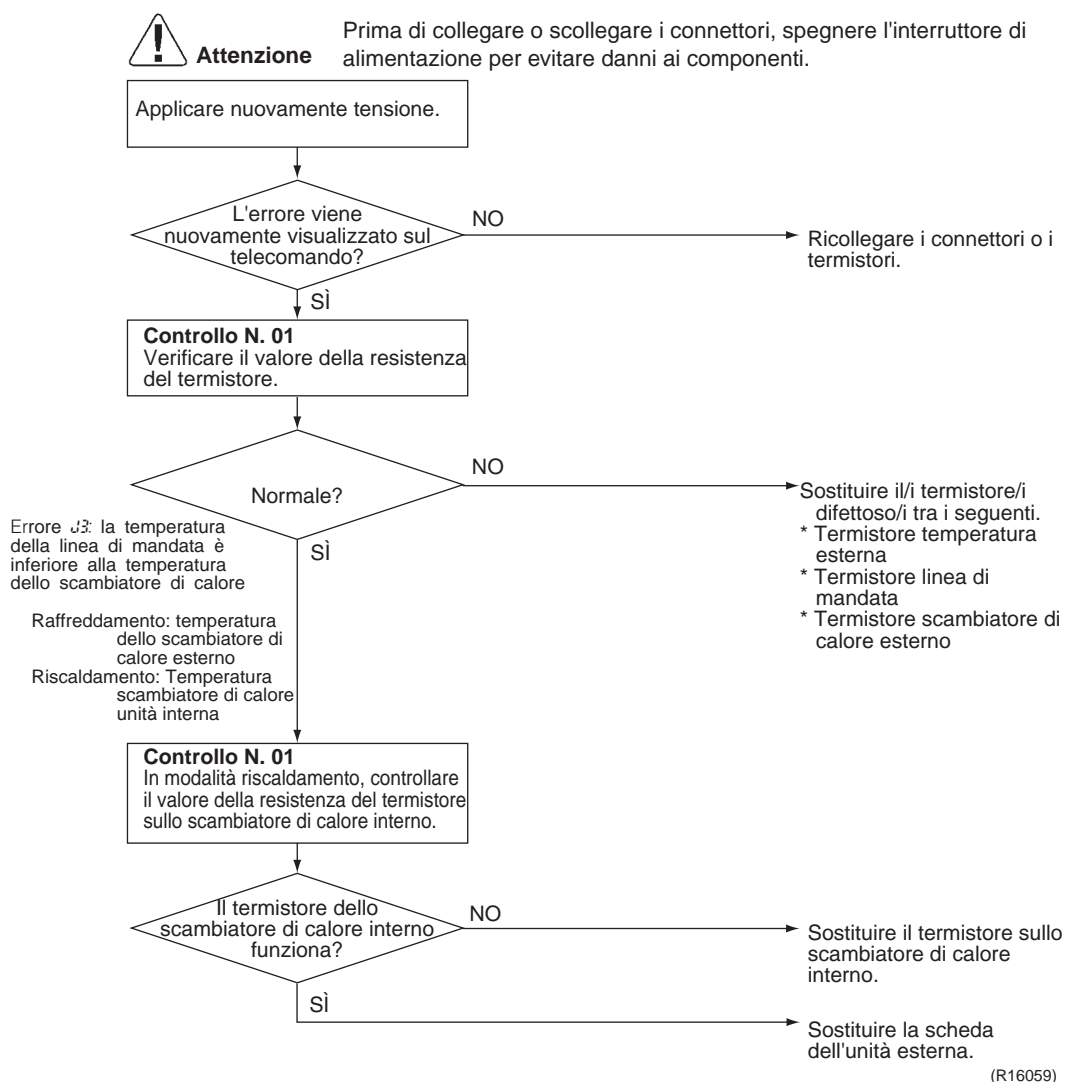 Attenzione
Prima di collegare o scollegare i connettori, spegnere l'interruttore di
alimentazione per evitare danni ai componenti.
Applicare nuovamente tensione.
L'errore viene
nuovamente visualizzato sul
telecomando?
NO
Ricollegare i connettori o i
termistori.
SÌ
Controllo N. 01
Verificare il valore della resistenza
del termistore.
Normale?
NO
Sostituire il/i termistore/i
difettoso/i tra i seguenti.
* Termistore temperatura
esterna
* Termistore linea di
mandata
* Termistore scambiatore di
calore esterno
SÌ
Errore J3: la temperatura
della linea di mandata è
inferiore alla temperatura
dello scambiatore di calore
Raffreddamento: temperatura
dello scambiatore di
calore esterno
Riscaldamento: Temperatura
scambiatore di calore
unità interna
Controllo N. 01
In modalità riscaldamento, controllare
il valore della resistenza del termistore
sullo scambiatore di calore interno.
Il termistore dello
scambiatore di calore interno
funziona?
NO
Sostituire il termistore sullo
scambiatore di calore
interno.
SÌ
Sostituire la scheda
dell'unità esterna.
(R16059)